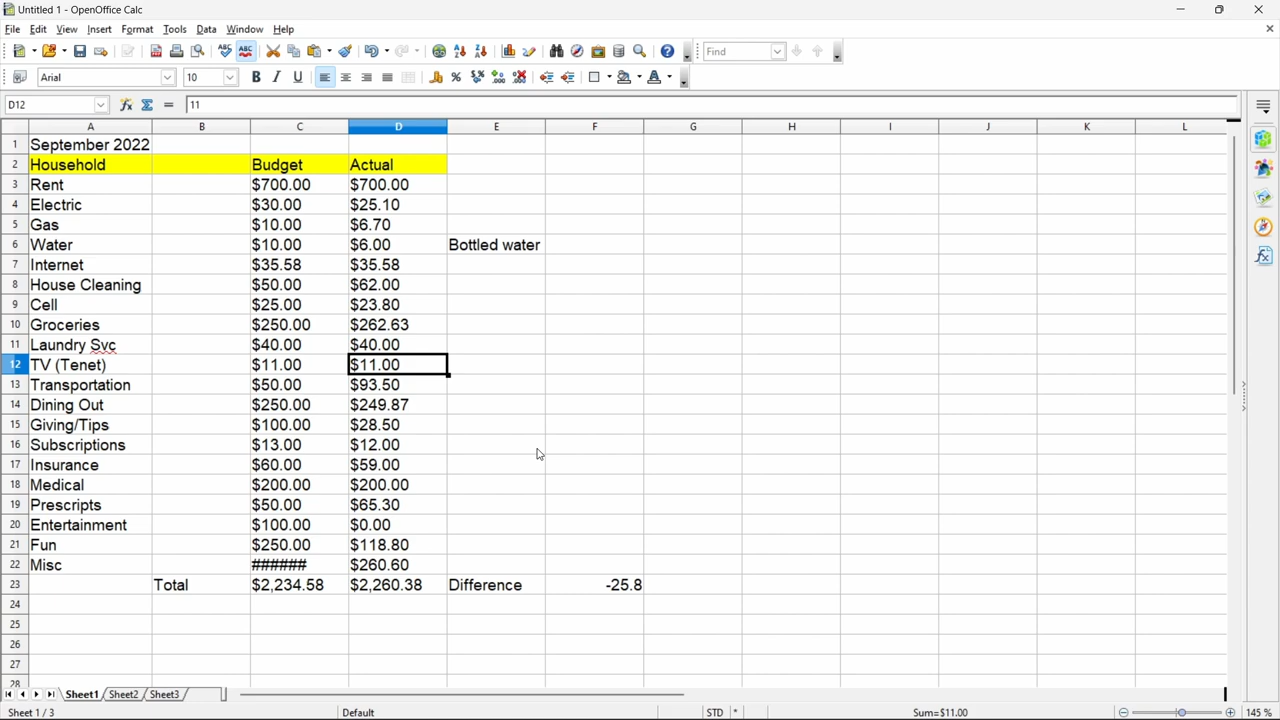 Untitled 1 - OpenOffice Calc
File Edit View Insert Format Tools Data Window Help
Find
Arial 10
D12 11
A B C D E F G H I J K L
1 September 2022
2 Household Budget Actual
3 Rent $700.00 $700.00
4 Electric $30.00 $25.10
5 Gas $10.00 $6.70
6 Water $10.00 $6.00 Bottled water
7 Internet $35.58 $35.58
8 House Cleaning $50.00 $62.00
9 Cell $25.00 $23.80
10 Groceries $250.00 $262.63
11 Laundry Svc $40.00 $40.00
12 TV (Tenet) $11.00 $11.00
13 Transportation $50.00 $93.50
14 Dining Out $250.00 $249.87
15 Giving/Tips $100.00 $28.50
16 Subscriptions $13.00 $12.00
17 Insurance $60.00 $59.00
18 Medical $200.00 $200.00
19 Prescripts $50.00 $65.30
20 Entertainment $100.00 $0.00
21 Fun $250.00 $118.80
22 Misc ###### $260.60
23 Total $2,234.58 $2,260.38 Difference -25.8
24
25
26
27
28
Sheet1 Sheet2 Sheet3
Sheet 1 / 3 Default STD * Sum=$11.00 145 %